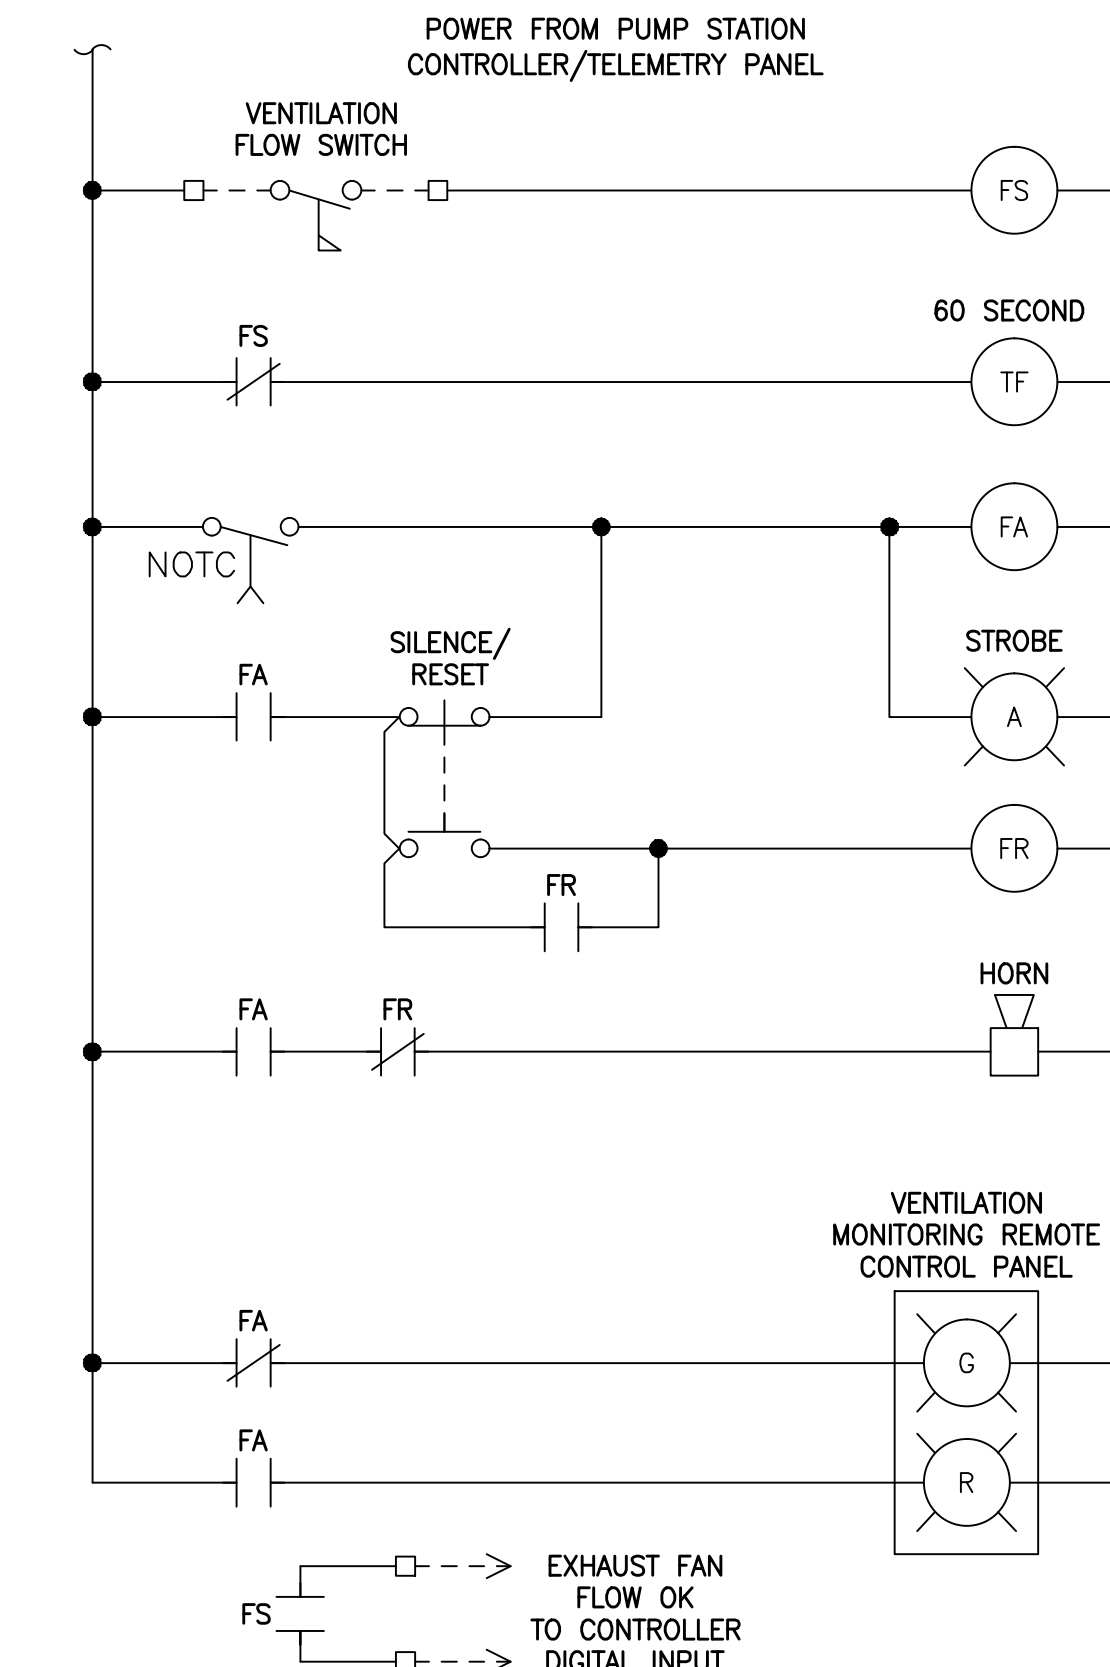 POWER FROM PUMP STATION
CONTROLLER/TELEMETRY PANEL
VENTILATION
FLOW SWITCH
FS
60 SECOND
FS
TF
FA
NOTC
STROBE
SILENCE/
RESET
FA
A
FR
FR
HORN
FA FR
VENTILATION
MONITORING REMOTE
CONTROL PANEL
FA
G
FA
R
EXHAUST FAN
FLOW OK
FS
TO CONTROLLER
DIGITAL INPUT